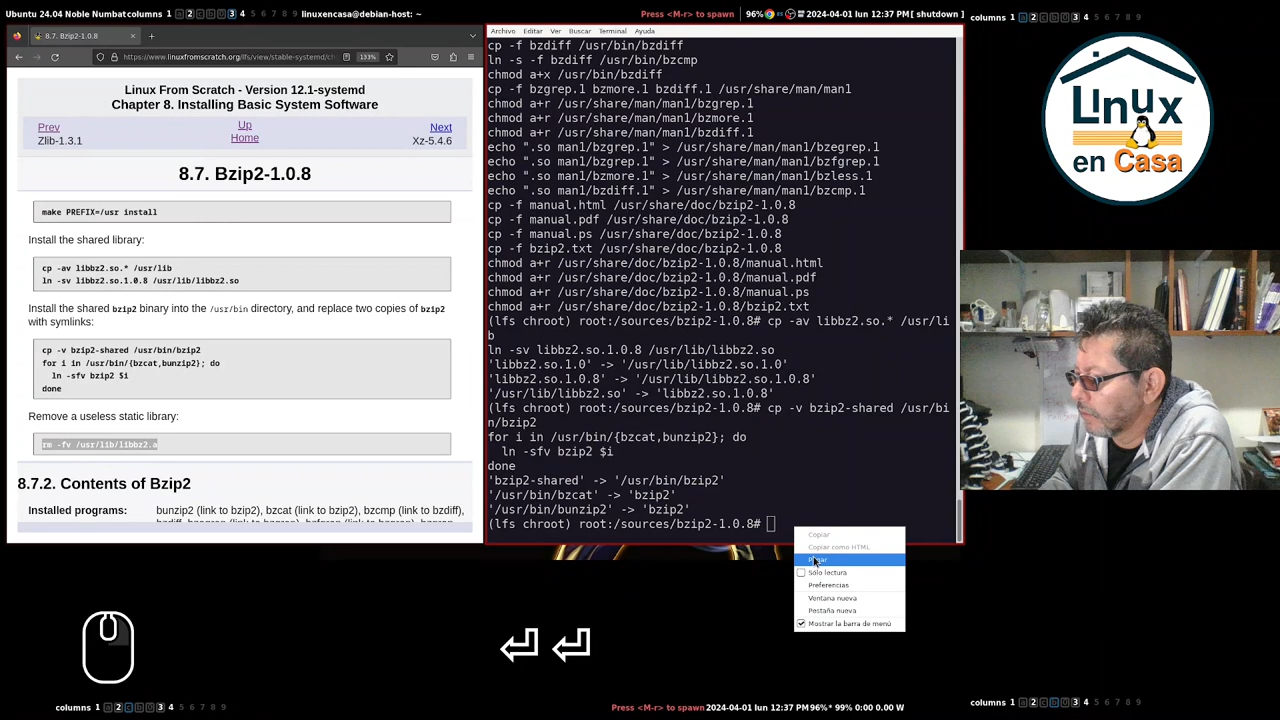 Ubuntu 24.04 Noble Numbat columns 1 a 2 c b u 3 4 5 6 7 8 9 linuxencasa@debian-host: ~
Press <M-r> to spawn 96% 2024-04-01 lun 12:37 PM [ shutdown ]
columns 1 a 2 c b u 3 4 5 6 7 8 9
8.7. Bzip2-1.0.8
https://www.linuxfromscratch.org/lfs/view/stable-systemd/ch
133%
Linux From Scratch - Version 12.1-systemd
Chapter 8. Installing Basic System Software
Prev Up Next
Zlib-1.3.1 Home Xz-5.4.6
8.7. Bzip2-1.0.8
make PREFIX=/usr install
Install the shared library:
cp -av libbz2.so.* /usr/lib
ln -sv libbz2.so.1.0.8 /usr/lib/libbz2.so
Install the shared bzip2 binary into the /usr/bin directory, and replace two copies of bzip2
with symlinks:
cp -v bzip2-shared /usr/bin/bzip2
for i in /usr/bin/{bzcat,bunzip2}; do
ln -sfv bzip2 $i
done
Remove a useless static library:
rm -fv /usr/lib/libbz2.a
8.7.2. Contents of Bzip2
Installed programs: bunzip2 (link to bzip2), bzcat (link to bzip2), bzcmp (link to bzdiff),
Archivo Editar Ver Buscar Terminal Ayuda
cp -f bzdiff /usr/bin/bzdiff
ln -s -f bzdiff /usr/bin/bzcmp
chmod a+x /usr/bin/bzdiff
cp -f bzgrep.1 bzmore.1 bzdiff.1 /usr/share/man/man1
chmod a+r /usr/share/man/man1/bzgrep.1
chmod a+r /usr/share/man/man1/bzmore.1
chmod a+r /usr/share/man/man1/bzdiff.1
echo ".so man1/bzgrep.1" > /usr/share/man/man1/bzegrep.1
echo ".so man1/bzgrep.1" > /usr/share/man/man1/bzfgrep.1
echo ".so man1/bzmore.1" > /usr/share/man/man1/bzless.1
echo ".so man1/bzdiff.1" > /usr/share/man/man1/bzcmp.1
cp -f manual.html /usr/share/doc/bzip2-1.0.8
cp -f manual.pdf /usr/share/doc/bzip2-1.0.8
cp -f manual.ps /usr/share/doc/bzip2-1.0.8
cp -f bzip2.txt /usr/share/doc/bzip2-1.0.8
chmod a+r /usr/share/doc/bzip2-1.0.8/manual.html
chmod a+r /usr/share/doc/bzip2-1.0.8/manual.pdf
chmod a+r /usr/share/doc/bzip2-1.0.8/manual.ps
chmod a+r /usr/share/doc/bzip2-1.0.8/bzip2.txt
(lfs chroot) root:/sources/bzip2-1.0.8# cp -av libbz2.so.* /usr/li
b
ln -sv libbz2.so.1.0.8 /usr/lib/libbz2.so
'libbz2.so.1.0' -> '/usr/lib/libbz2.so.1.0'
'libbz2.so.1.0.8' -> '/usr/lib/libbz2.so.1.0.8'
'/usr/lib/libbz2.so' -> 'libbz2.so.1.0.8'
(lfs chroot) root:/sources/bzip2-1.0.8# cp -v bzip2-shared /usr/bi
n/bzip2
for i in /usr/bin/{bzcat,bunzip2}; do
ln -sfv bzip2 $i
done
'bzip2-shared' -> '/usr/bin/bzip2'
'/usr/bin/bzcat' -> 'bzip2'
'/usr/bin/bunzip2' -> 'bzip2'
(lfs chroot) root:/sources/bzip2-1.0.8#
Copiar
Copiar como HTML
Pegar
Sólo lectura
Preferencias
Ventana nueva
Pestaña nueva
Mostrar la barra de menú
Linux
en Casa
columns 1 a 2 c b u 3 4 5 6 7 8 9
Press <M-r> to spawn 2024-04-01 lun 12:37 PM 96%* 99% 0:00 0.00 W
columns 1 a 2 c b u 3 4 5 6 7 8 9